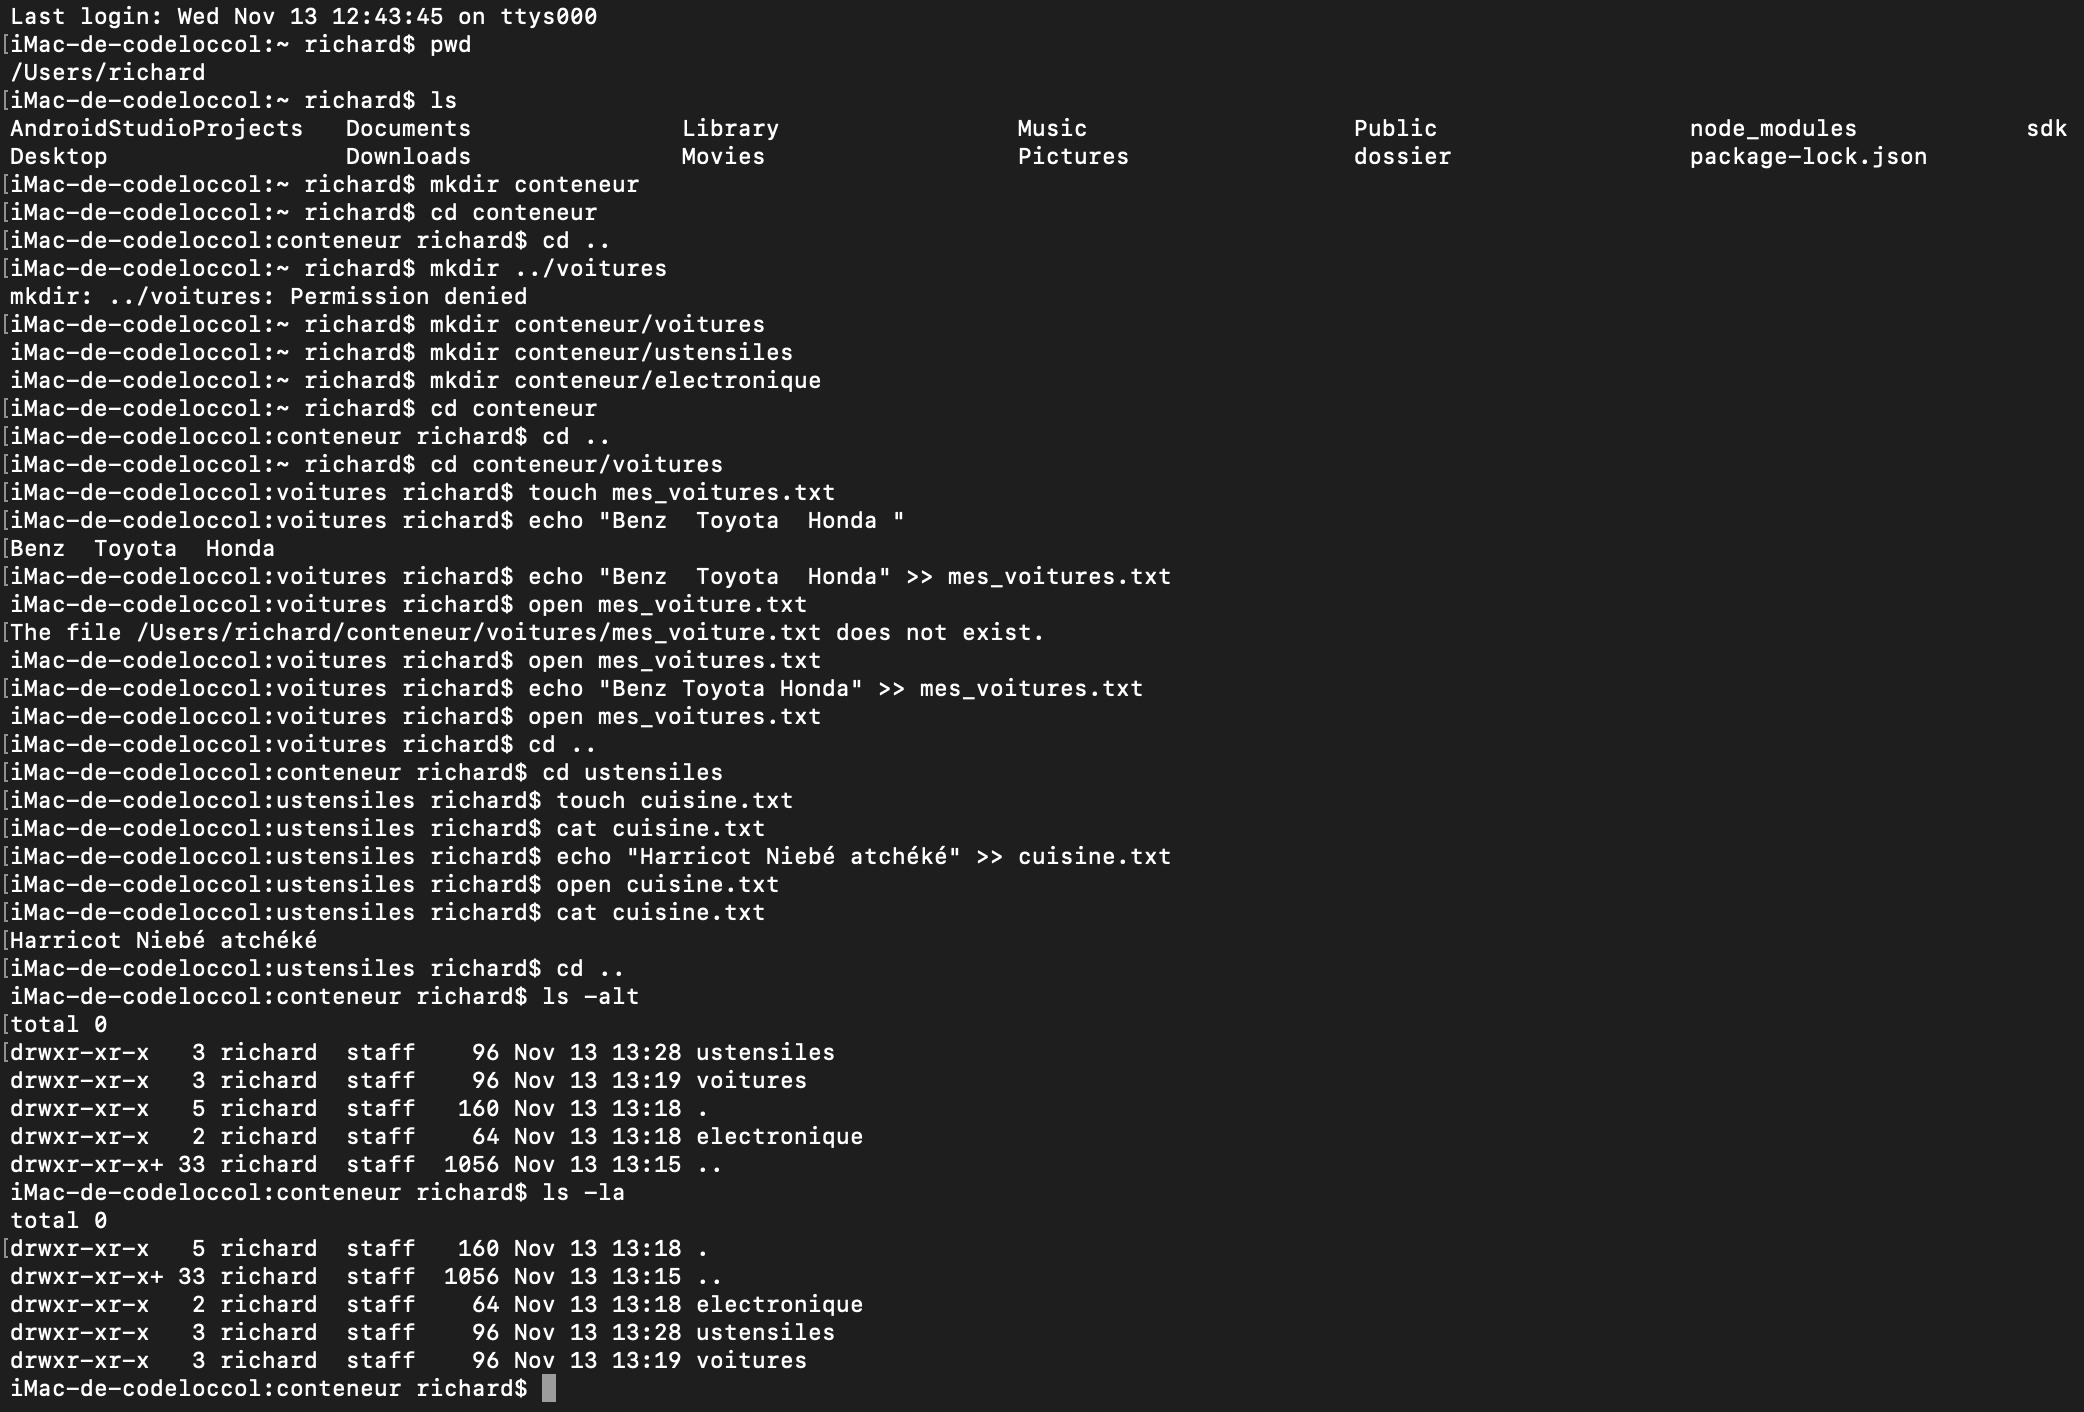 Last login: Wed Nov 13 12:43:45 on ttys000
[iMac-de-codeloccol:~ richard$ pwd
/Users/richard
[iMac-de-codeloccol:~ richard$ ls
AndroidStudioProjects   Documents               Library                 Music                   Public                  node_modules            sdk
Desktop                 Downloads               Movies                  Pictures                dossier                 package-lock.json
[iMac-de-codeloccol:~ richard$ mkdir conteneur
[iMac-de-codeloccol:~ richard$ cd conteneur
[iMac-de-codeloccol:conteneur richard$ cd ..
[iMac-de-codeloccol:~ richard$ mkdir ../voitures
mkdir: ../voitures: Permission denied
[iMac-de-codeloccol:~ richard$ mkdir conteneur/voitures
iMac-de-codeloccol:~ richard$ mkdir conteneur/ustensiles
iMac-de-codeloccol:~ richard$ mkdir conteneur/electronique
[iMac-de-codeloccol:~ richard$ cd conteneur
[iMac-de-codeloccol:conteneur richard$ cd ..
[iMac-de-codeloccol:~ richard$ cd conteneur/voitures
[iMac-de-codeloccol:voitures richard$ touch mes_voitures.txt
[iMac-de-codeloccol:voitures richard$ echo "Benz  Toyota  Honda "
[Benz  Toyota  Honda
[iMac-de-codeloccol:voitures richard$ echo "Benz  Toyota  Honda" >> mes_voitures.txt
iMac-de-codeloccol:voitures richard$ open mes_voiture.txt
[The file /Users/richard/conteneur/voitures/mes_voiture.txt does not exist.
iMac-de-codeloccol:voitures richard$ open mes_voitures.txt
[iMac-de-codeloccol:voitures richard$ echo "Benz Toyota Honda" >> mes_voitures.txt
iMac-de-codeloccol:voitures richard$ open mes_voitures.txt
[iMac-de-codeloccol:voitures richard$ cd ..
[iMac-de-codeloccol:conteneur richard$ cd ustensiles
[iMac-de-codeloccol:ustensiles richard$ touch cuisine.txt
[iMac-de-codeloccol:ustensiles richard$ cat cuisine.txt
[iMac-de-codeloccol:ustensiles richard$ echo "Harricot Niebé atchéké" >> cuisine.txt
[iMac-de-codeloccol:ustensiles richard$ open cuisine.txt
[iMac-de-codeloccol:ustensiles richard$ cat cuisine.txt
[Harricot Niebé atchéké
[iMac-de-codeloccol:ustensiles richard$ cd ..
iMac-de-codeloccol:conteneur richard$ ls -alt
[total 0
[drwxr-xr-x   3 richard  staff    96 Nov 13 13:28 ustensiles
drwxr-xr-x   3 richard  staff    96 Nov 13 13:19 voitures
drwxr-xr-x   5 richard  staff   160 Nov 13 13:18 .
drwxr-xr-x   2 richard  staff    64 Nov 13 13:18 electronique
drwxr-xr-x+ 33 richard  staff  1056 Nov 13 13:15 ..
iMac-de-codeloccol:conteneur richard$ ls -la
total 0
[drwxr-xr-x   5 richard  staff   160 Nov 13 13:18 .
drwxr-xr-x+ 33 richard  staff  1056 Nov 13 13:15 ..
drwxr-xr-x   2 richard  staff    64 Nov 13 13:18 electronique
drwxr-xr-x   3 richard  staff    96 Nov 13 13:28 ustensiles
drwxr-xr-x   3 richard  staff    96 Nov 13 13:19 voitures
iMac-de-codeloccol:conteneur richard$